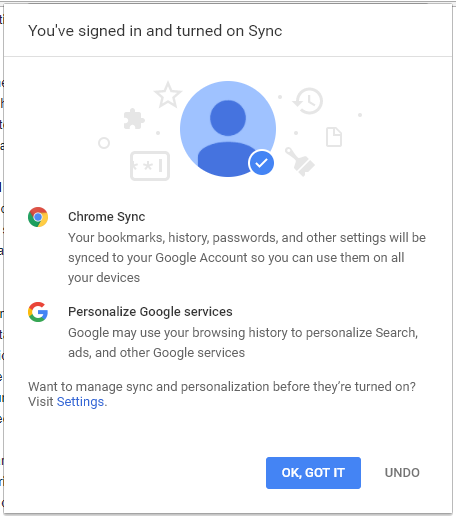 You've signed in and turned on Sync
Chrome Sync
Your bookmarks, history, passwords, and other settings will be
synced to your Google Account so you can use them on all
your devices
Personalize Google services
Google may use your browsing history to personalize Search,
ads, and other Google services
Want to manage sync and personalization before they're turned on?
Visit Settings.
OK, GOT IT UNDO